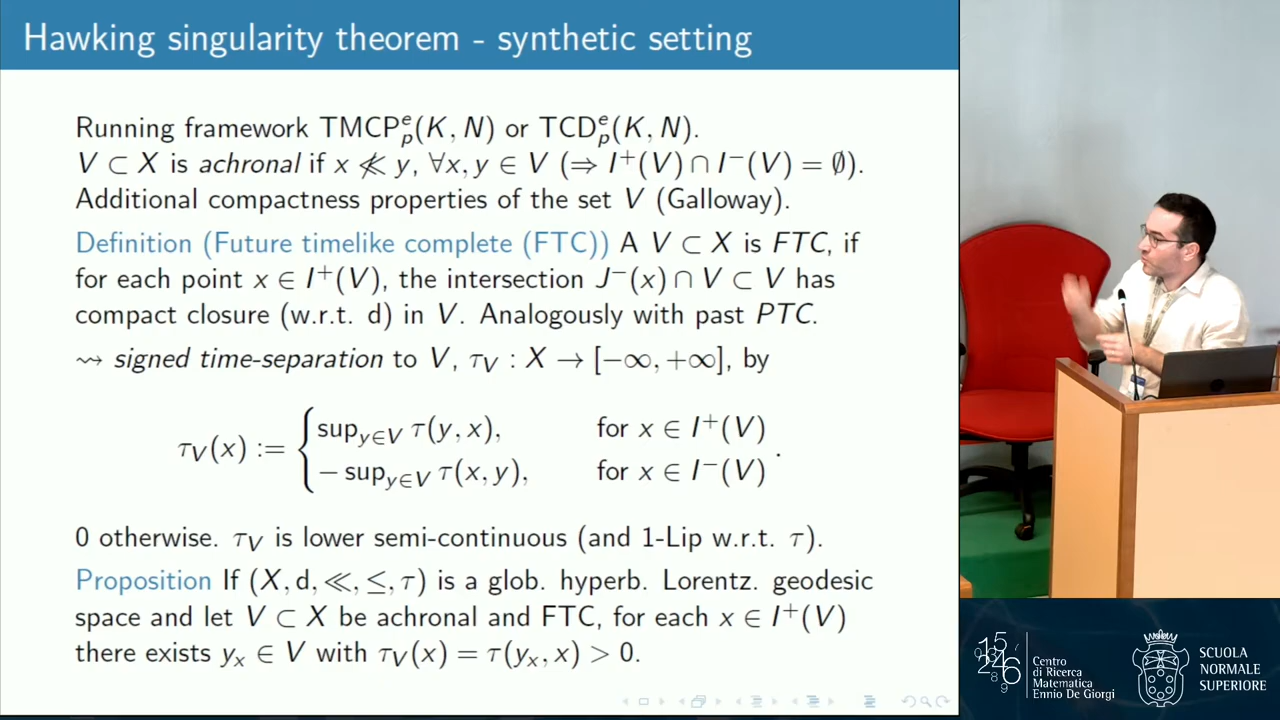 Hawking singularity theorem - synthetic setting
Running framework TMCPᵉₚ(K, N) or TCDᵉₚ(K, N).
V ⊂ X is achronal if x ≪̸ y, ∀x, y ∈ V (⇒ I⁺(V) ∩ I⁻(V) = ∅).
Additional compactness properties of the set V (Galloway).
Definition (Future timelike complete (FTC)) A V ⊂ X is FTC, if
for each point x ∈ I⁺(V), the intersection J⁻(x) ∩ V ⊂ V has
compact closure (w.r.t. d) in V. Analogously with past PTC.
⇝ signed time-separation to V, τ_V : X → [−∞, +∞], by
τ_V(x) := { sup_{y∈V} τ(y, x), for x ∈ I⁺(V)
− sup_{y∈V} τ(x, y), for x ∈ I⁻(V) .
0 otherwise. τ_V is lower semi-continuous (and 1-Lip w.r.t. τ).
Proposition If (X, d, ≪, ≤, τ) is a glob. hyperb. Lorentz. geodesic
space and let V ⊂ X be achronal and FTC, for each x ∈ I⁺(V)
there exists y_x ∈ V with τ_V(x) = τ(y_x, x) > 0.
Centro
di Ricerca
Matematica
Ennio De Giorgi
SCUOLA
NORMALE
SUPERIORE